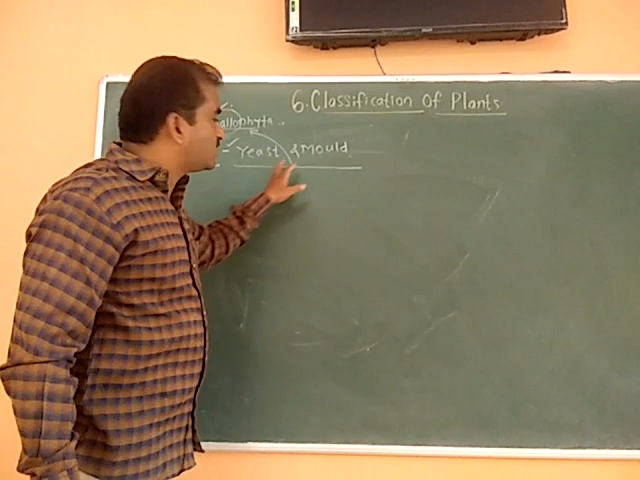 6. Classification Of Plants
allophyta..
- Yeast & Mould.